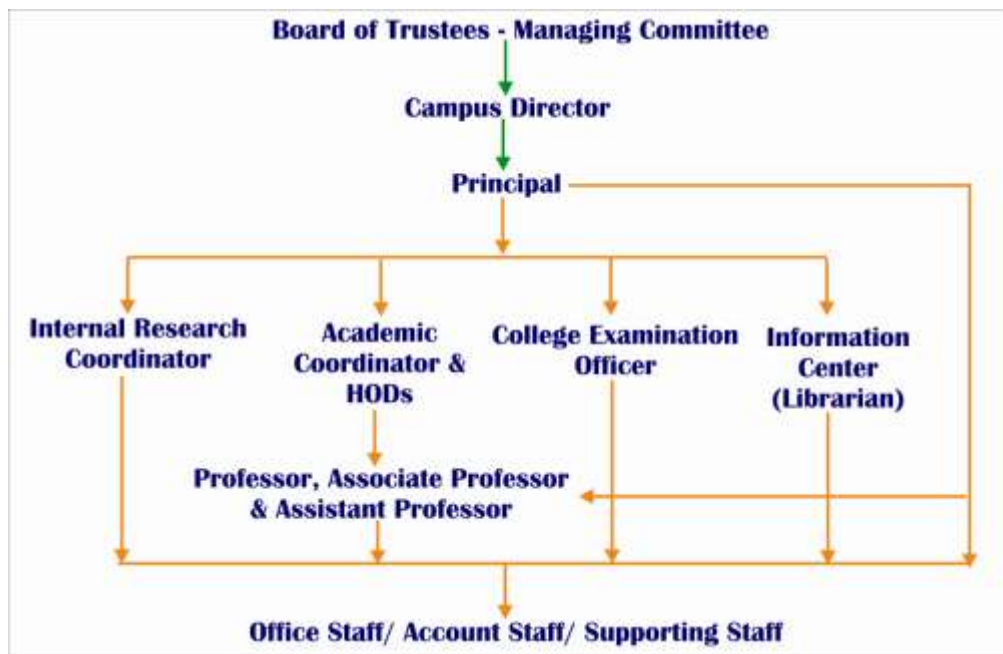 Board of Trustees - Managing Committee
Campus Director
Principal
Internal Research
Coordinator
Academic
Coordinator &
HODs
College Examination
Officer
Information
Center
(Librarian)
Professor, Associate Professor
& Assistant Professor
Office Staff/ Account Staff/ Supporting Staff